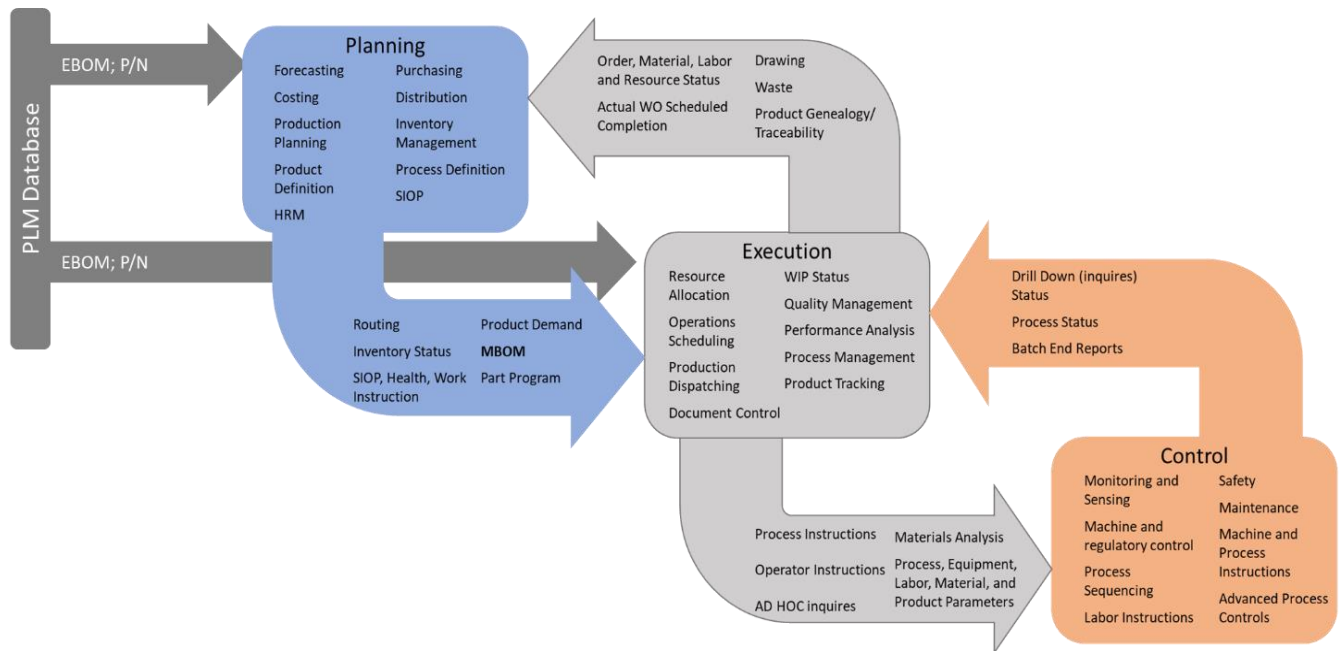 PLM Database
EBOM; P/N
EBOM; P/N
Planning
Forecasting
Costing
Production
Planning
Product
Definition
HRM
Purchasing
Distribution
Inventory
Management
Process Definition
SIOP
Order, Material, Labor
and Resource Status
Actual WO Scheduled
Completion
Drawing
Waste
Product Genealogy/
Traceability
Routing
Inventory Status
SIOP, Health, Work
Instruction
Product Demand
MBOM
Part Program
Execution
Resource
Allocation
Operations
Scheduling
Production
Dispatching
Document Control
WIP Status
Quality Management
Performance Analysis
Process Management
Product Tracking
Drill Down (inquires)
Status
Process Status
Batch End Reports
Process Instructions
Operator Instructions
AD HOC inquires
Materials Analysis
Process, Equipment,
Labor, Material, and
Product Parameters
Control
Monitoring and
Sensing
Machine and
regulatory control
Process
Sequencing
Labor Instructions
Safety
Maintenance
Machine and
Process
Instructions
Advanced Process
Controls